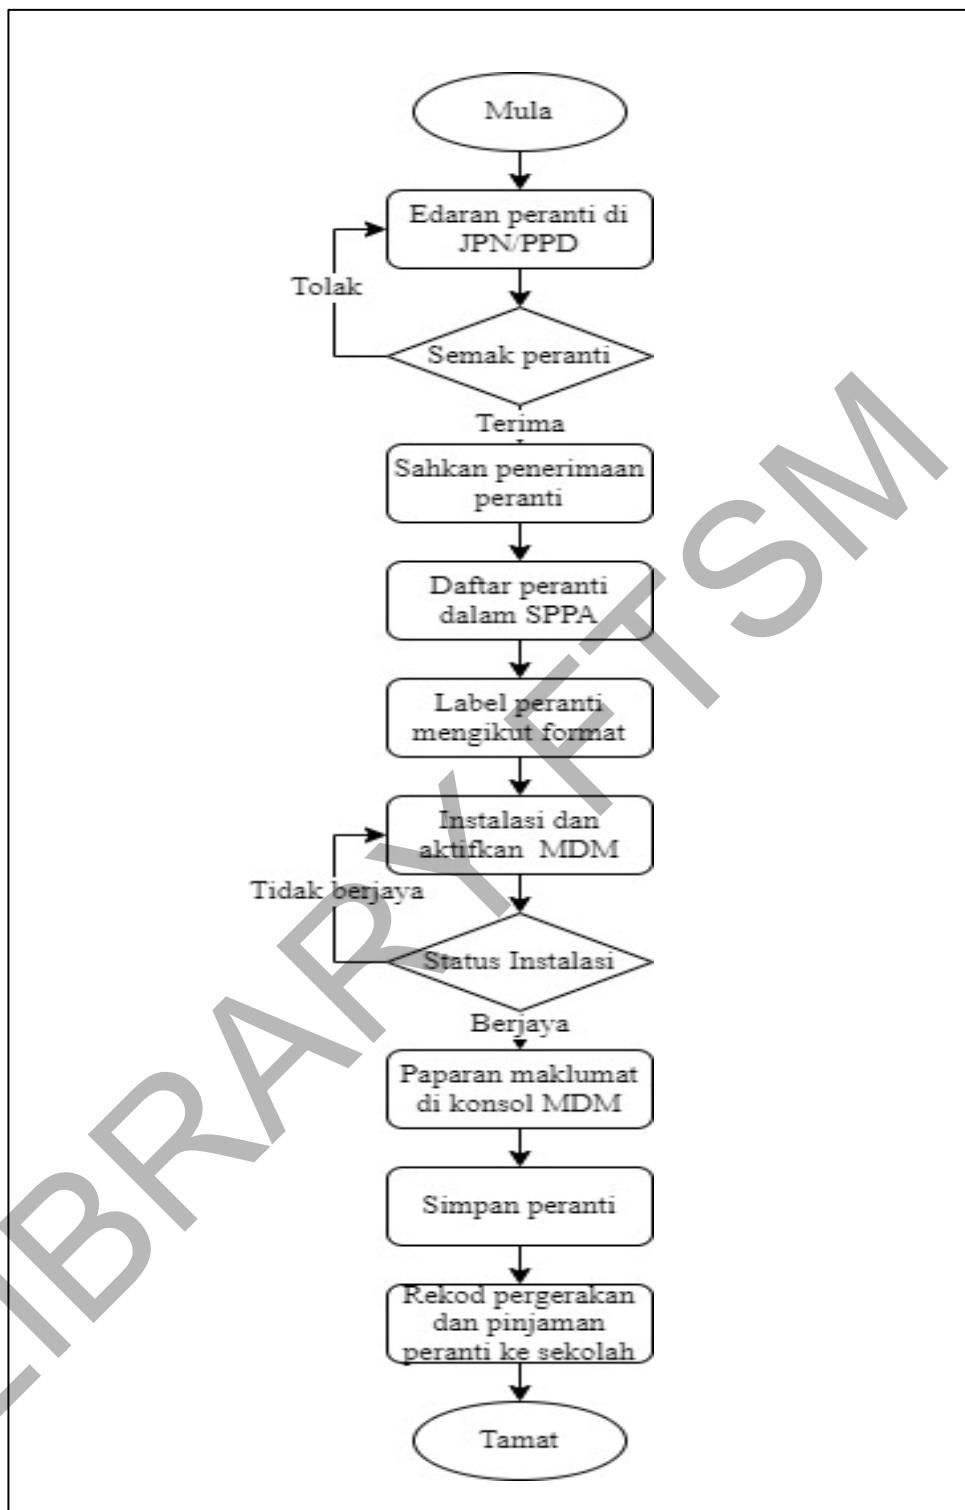 Mula
Edaran peranti di
JPN/PPD
Tolak
Semak peranti
Terima
Sahkan penerimaan
peranti
Daftar peranti
dalam SPPA
Label peranti
mengikut format
Instalasi dan
aktifkan MDM
Tidak berjaya
Status Instalasi
Berjaya
Paparan maklumat
di konsol MDM
Simpan peranti
Rekod pergerakan
dan pinjaman
peranti ke sekolah
Tamat
LIBRARY FTSM